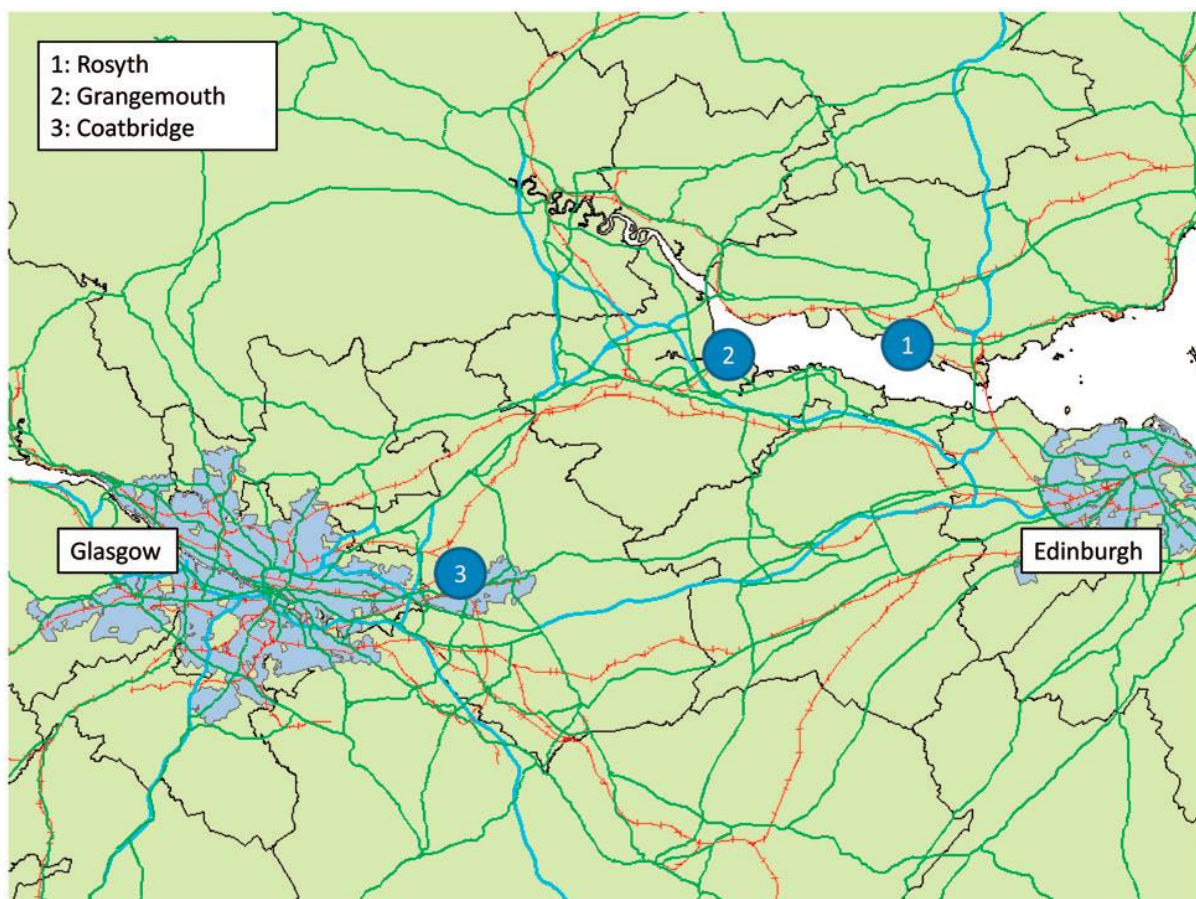 1: Rosyth
2: Grangemouth
3: Coatbridge
1
2
Glasgow
Edinburgh
3